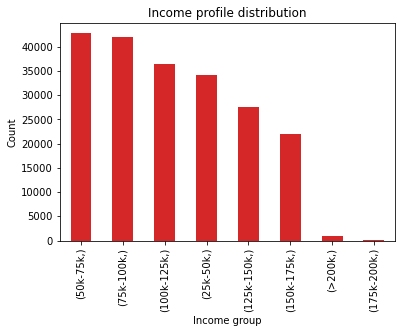 Income profile distribution
Count
40000
35000
30000
25000
20000
15000
10000
5000
0
(50k-75k,)
(75k-100k,)
(100k-125k,)
(25k-50k,)
(125k-150k,)
(150k-175k,)
(>200k,)
(175k-200k,)
Income group